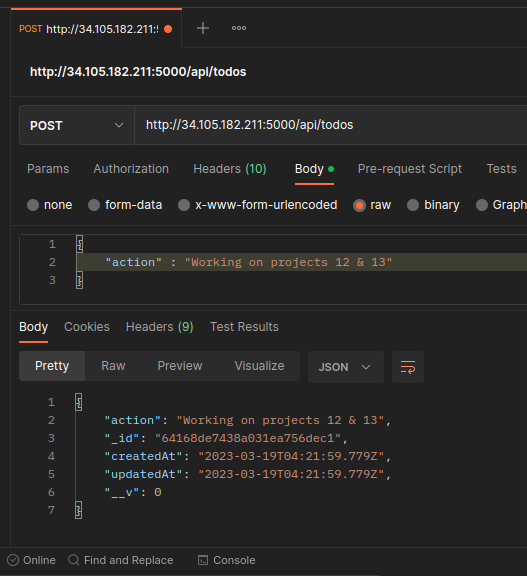 POST http://34.105.182.211:!
http://34.105.182.211:5000/api/todos
POST http://34.105.182.211:5000/api/todos
Params Authorization Headers (10) Body Pre-request Script Tests
none form-data x-www-form-urlencoded raw binary Graph
1 {
2 "action" : "Working on projects 12 & 13"
3 }
Body Cookies Headers (9) Test Results
Pretty Raw Preview Visualize JSON
1 {
2 "action": "Working on projects 12 & 13",
3 "_id": "64168de7438a031ea756dec1",
4 "createdAt": "2023-03-19T04:21:59.779Z",
5 "updatedAt": "2023-03-19T04:21:59.779Z",
6 "__v": 0
7 }
Online Find and Replace Console